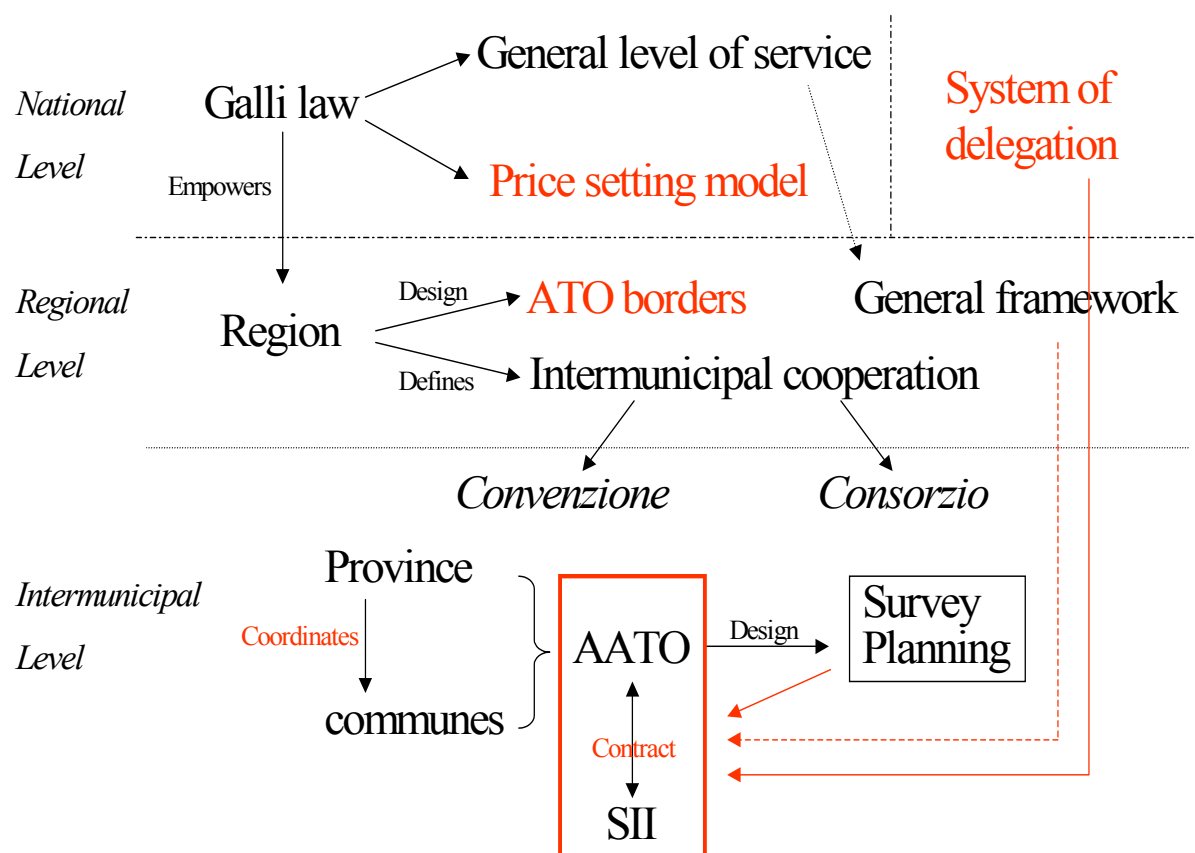 General level of service
National
Level
Galli law
System of
delegation
Empowers
Price setting model
Regional
Level
Region
Design
ATO borders
General framework
Defines
Intermunicipal cooperation
Convenzione
Consorzio
Intermunicipal
Level
Province
Coordinates
communes
AATO
Design
Survey
Planning
Contract
SII